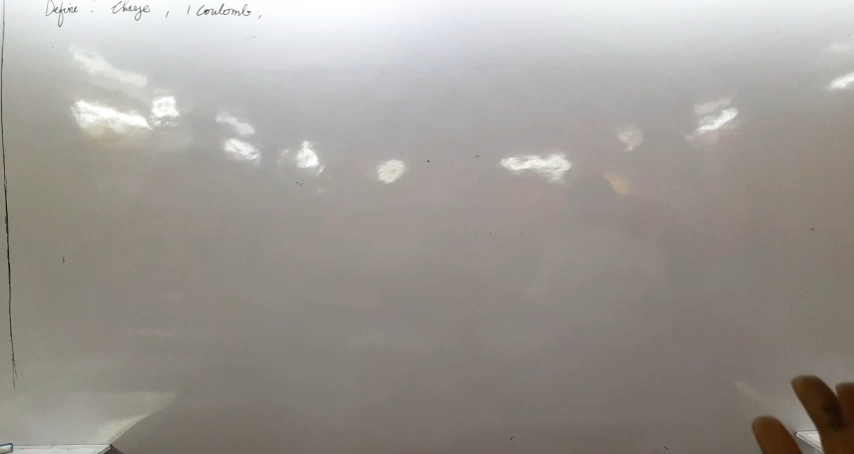 Define : Charge , 1 Coulomb,